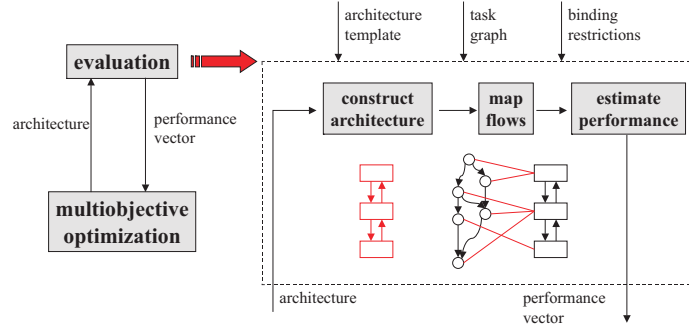 architecture
template
task
graph
binding
restrictions
evaluation
architecture
performance
vector
multiobjective
optimization
construct
architecture
map
flows
estimate
performance
architecture
performance
vector